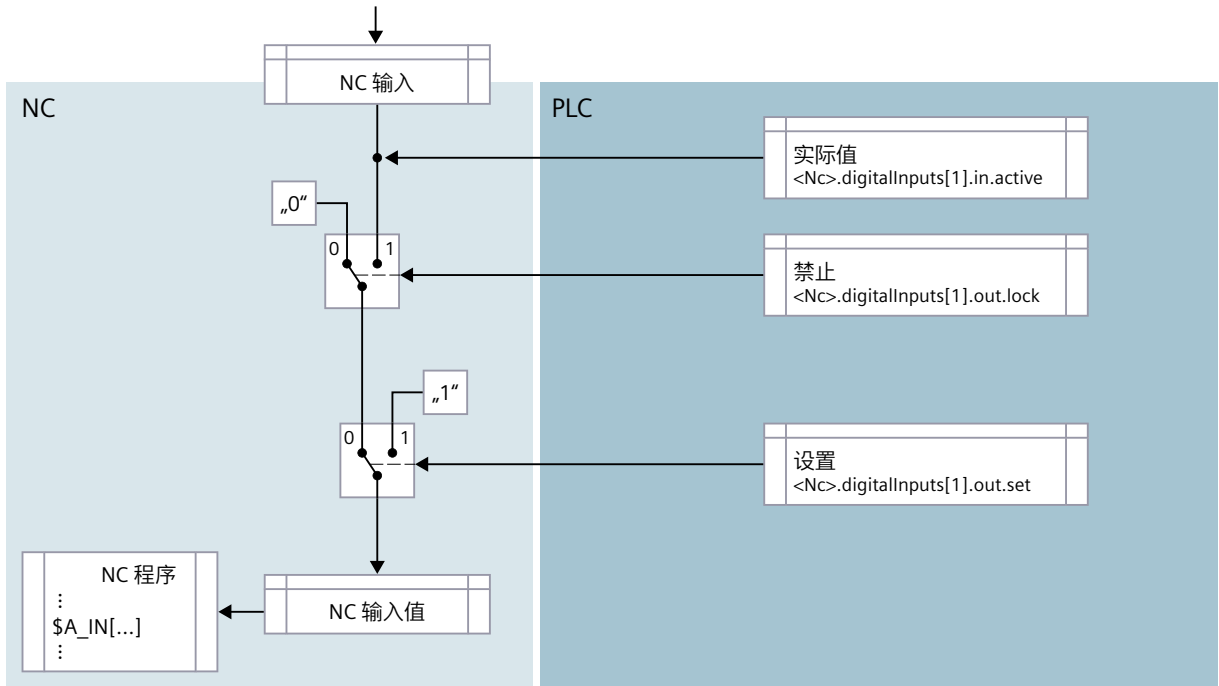 NC 输入
NC
PLC
实际值
<Nc>.digitalInputs[1].in.active
„0“
0 1
禁止
<Nc>.digitalInputs[1].out.lock
„1“
0 1
设置
<Nc>.digitalInputs[1].out.set
NC 程序
⋮
$A_IN[...]
⋮
NC 输入值